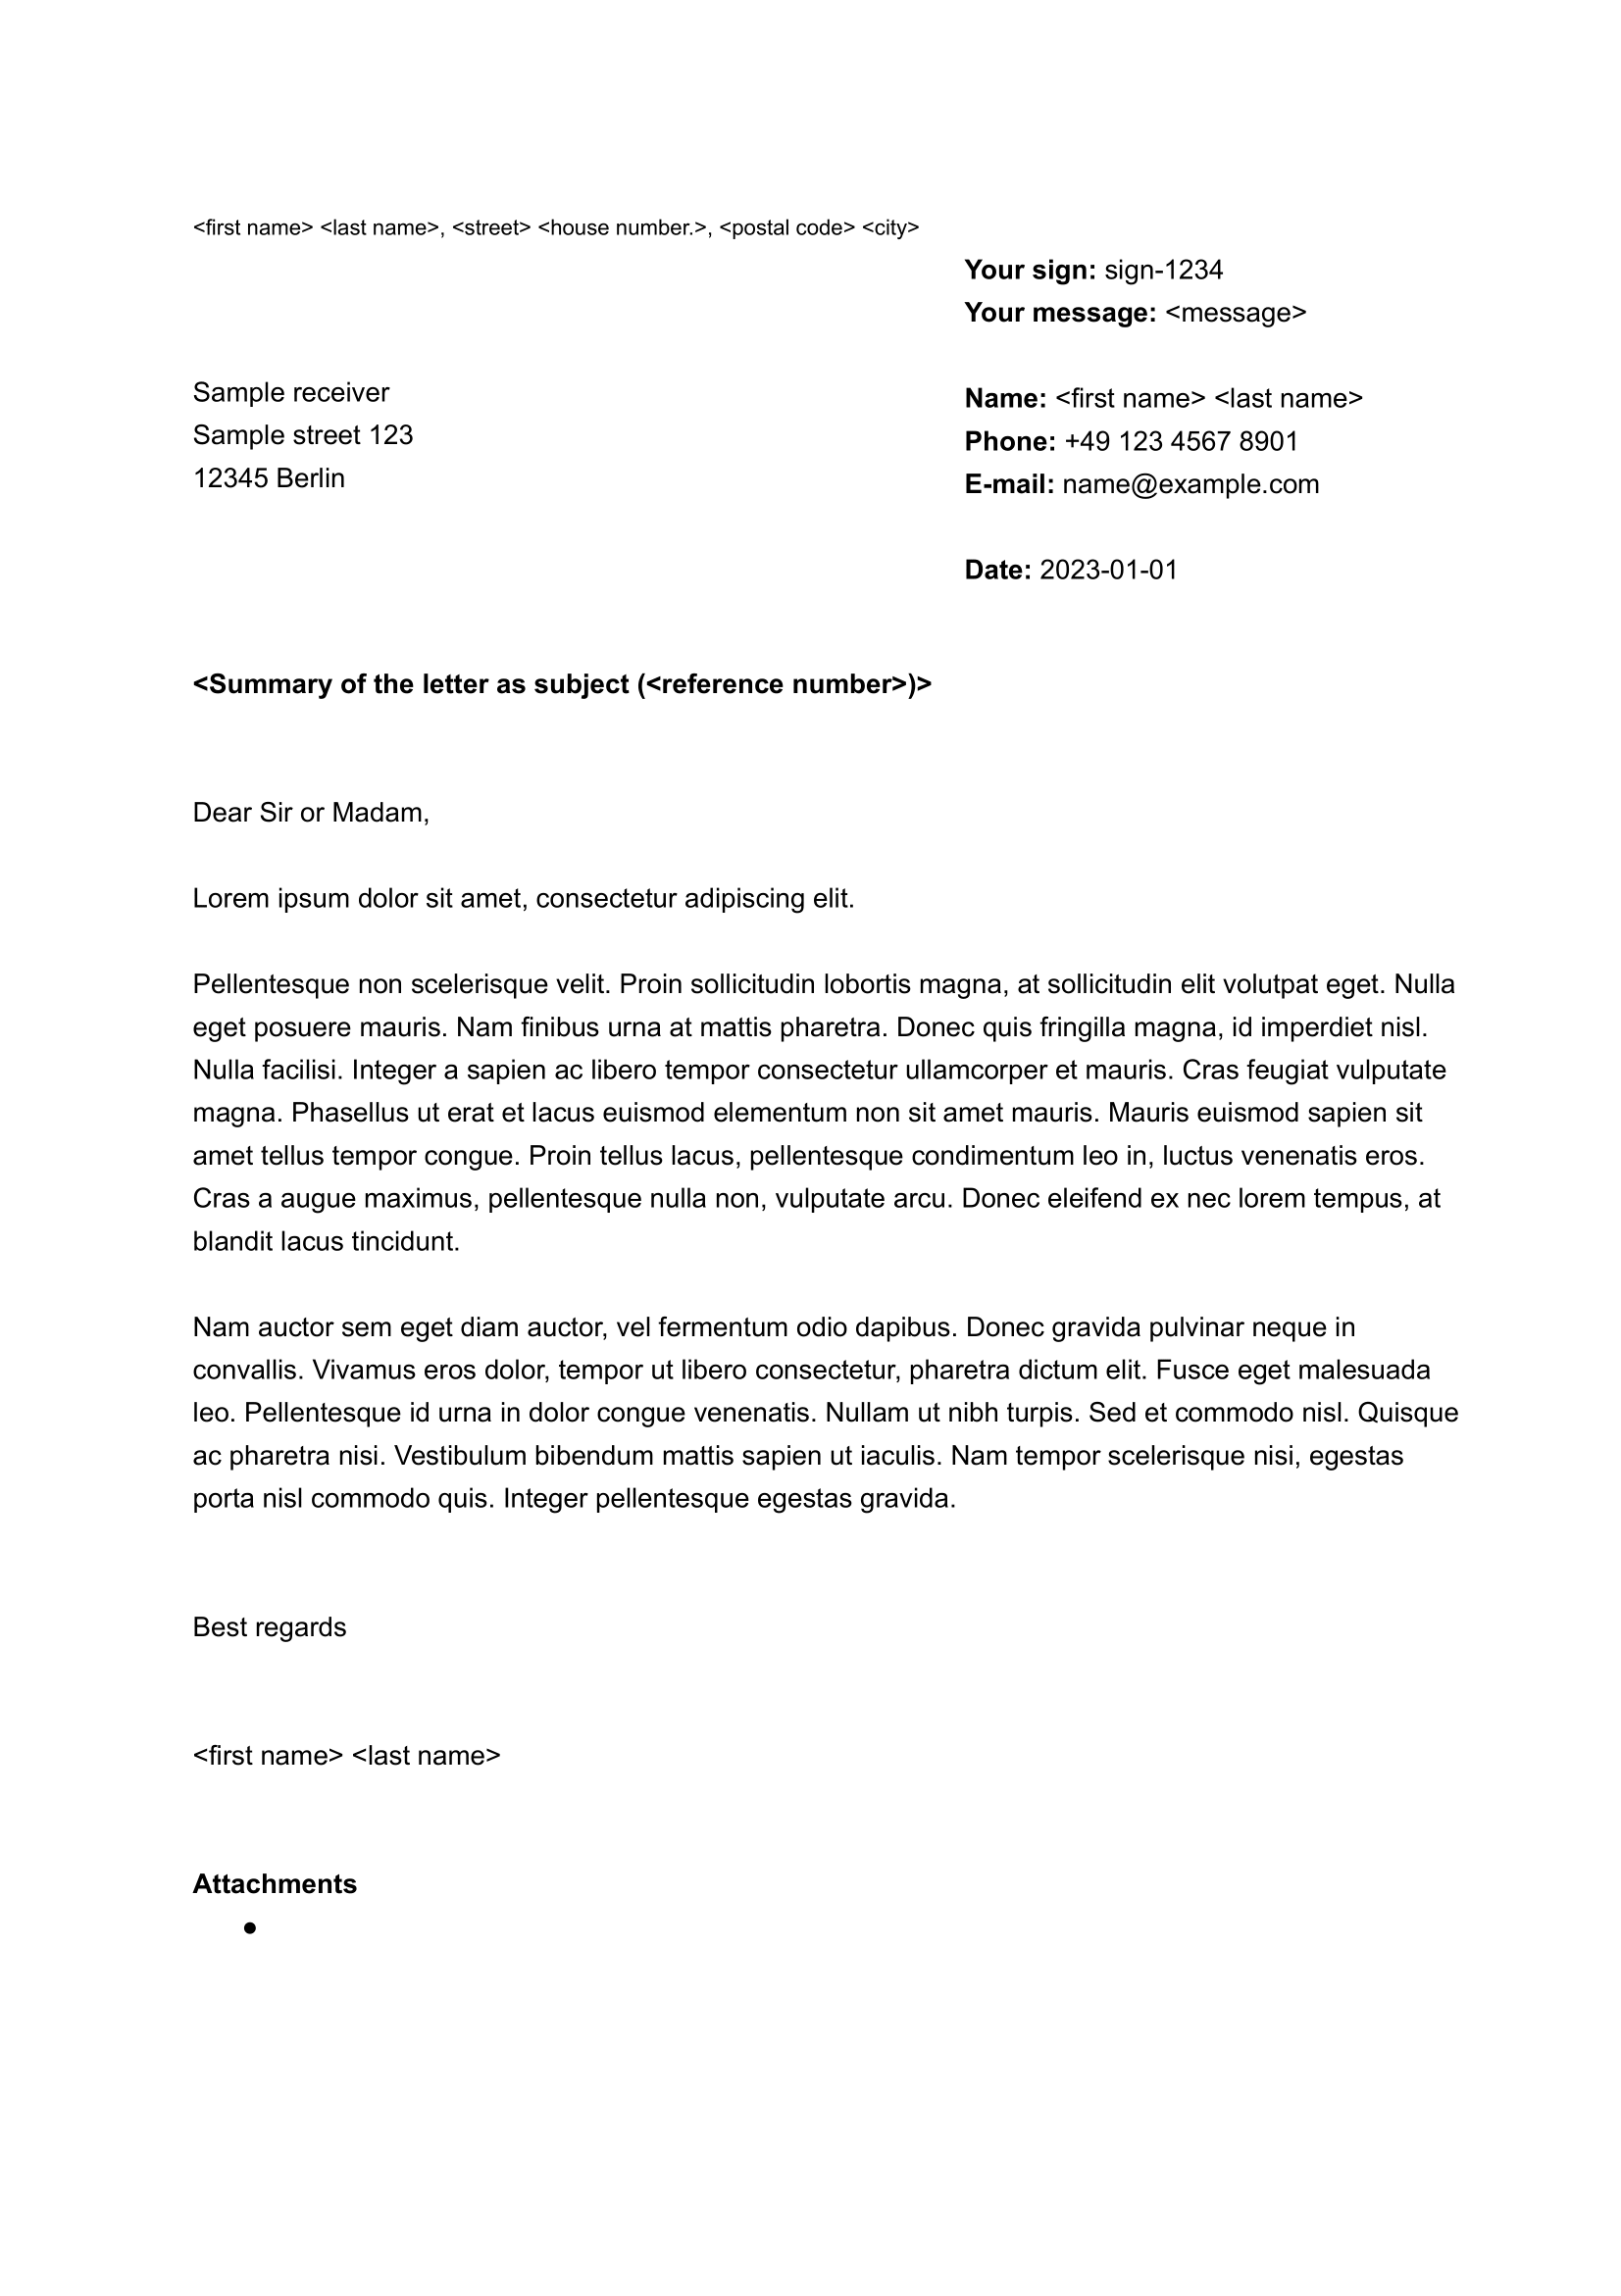 <first name> <last name>, <street> <house number.>, <postal code> <city>
Your sign: sign-1234
Your message: <message>
Sample receiver
Sample street 123
12345 Berlin
Name: <first name> <last name>
Phone: +49 123 4567 8901
E-mail: name@example.com
Date: 2023-01-01
<Summary of the letter as subject (<reference number>)>
Dear Sir or Madam,
Lorem ipsum dolor sit amet, consectetur adipiscing elit.
Pellentesque non scelerisque velit. Proin sollicitudin lobortis magna, at sollicitudin elit volutpat eget. Nulla
eget posuere mauris. Nam finibus urna at mattis pharetra. Donec quis fringilla magna, id imperdiet nisl.
Nulla facilisi. Integer a sapien ac libero tempor consectetur ullamcorper et mauris. Cras feugiat vulputate
magna. Phasellus ut erat et lacus euismod elementum non sit amet mauris. Mauris euismod sapien sit
amet tellus tempor congue. Proin tellus lacus, pellentesque condimentum leo in, luctus venenatis eros.
Cras a augue maximus, pellentesque nulla non, vulputate arcu. Donec eleifend ex nec lorem tempus, at
blandit lacus tincidunt.
Nam auctor sem eget diam auctor, vel fermentum odio dapibus. Donec gravida pulvinar neque in
convallis. Vivamus eros dolor, tempor ut libero consectetur, pharetra dictum elit. Fusce eget malesuada
leo. Pellentesque id urna in dolor congue venenatis. Nullam ut nibh turpis. Sed et commodo nisl. Quisque
ac pharetra nisi. Vestibulum bibendum mattis sapien ut iaculis. Nam tempor scelerisque nisi, egestas
porta nisl commodo quis. Integer pellentesque egestas gravida.
Best regards
<first name> <last name>
Attachments
●